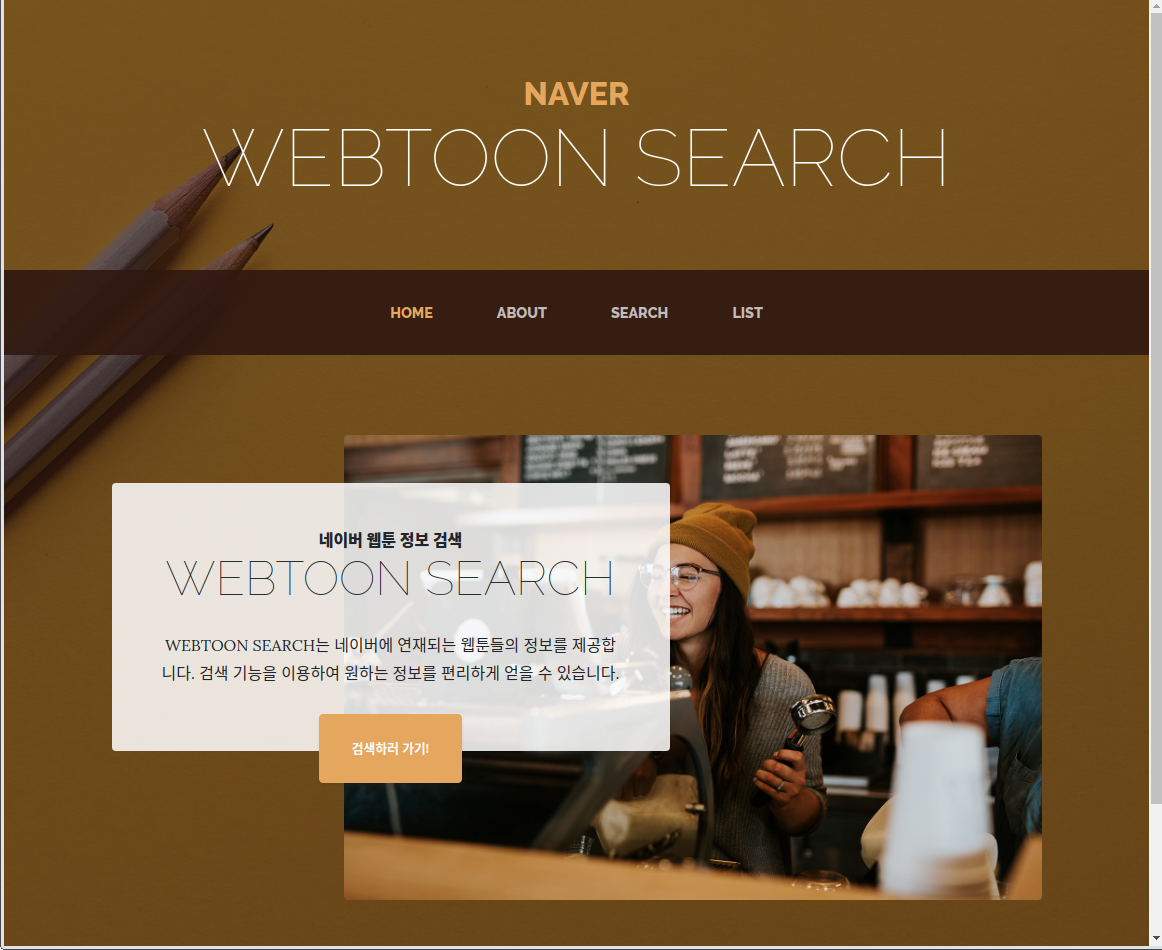 NAVER
WEBTOON SEARCH
HOME ABOUT SEARCH LIST
네이버 웹툰 정보 검색
WEBTOON SEARCH
WEBTOON SEARCH는 네이버에 연재되는 웹툰들의 정보를 제공합
니다. 검색 기능을 이용하여 원하는 정보를 편리하게 얻을 수 있습니다.
검색하러 가기!